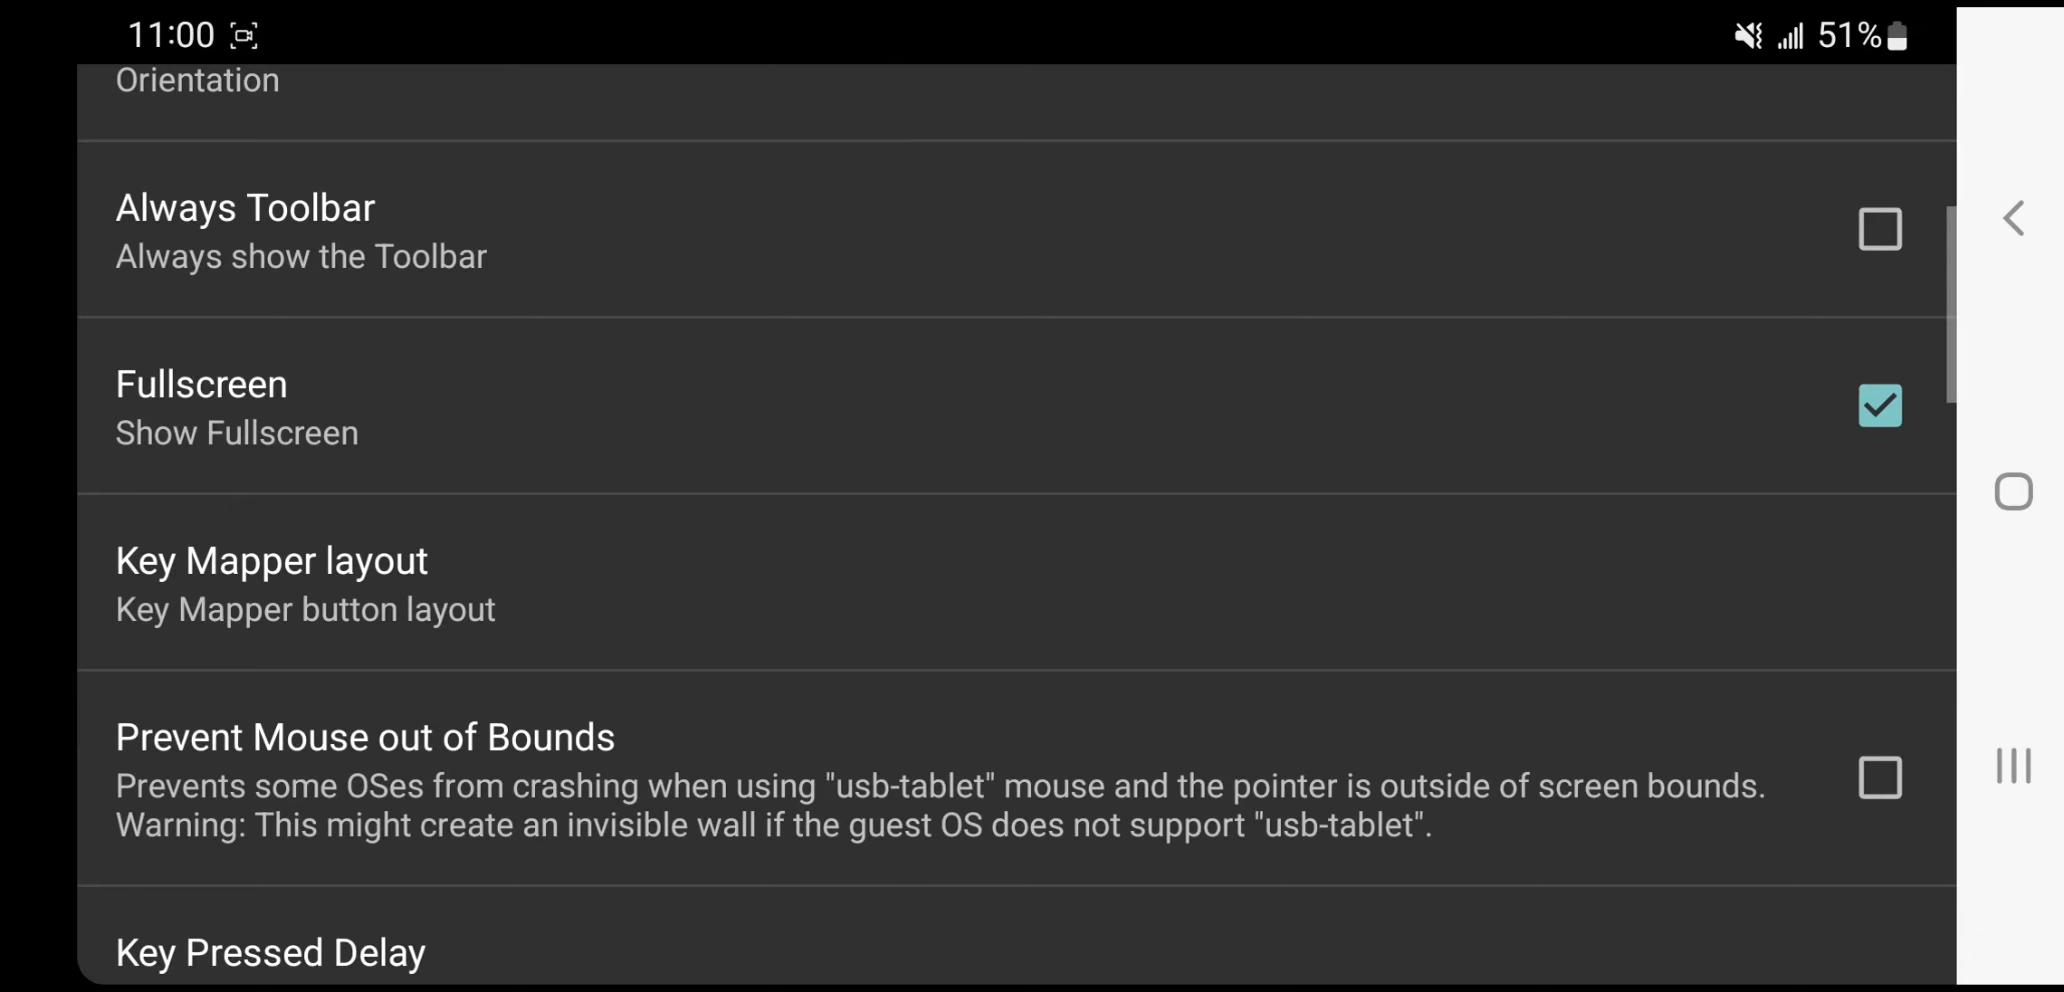 11:00
51%
Orientation
Always Toolbar
Always show the Toolbar
Fullscreen
Show Fullscreen
Key Mapper layout
Key Mapper button layout
Prevent Mouse out of Bounds
Prevents some OSes from crashing when using "usb-tablet" mouse and the pointer is outside of screen bounds.
Warning: This might create an invisible wall if the guest OS does not support "usb-tablet".
Key Pressed Delay